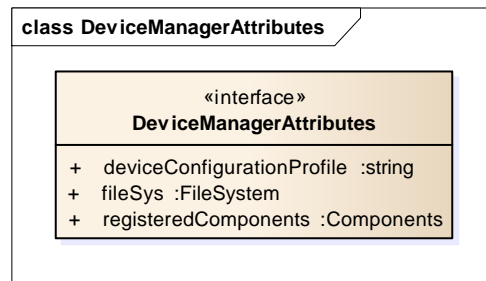 class DeviceManagerAttributes
«interface»
DeviceManagerAttributes
+ deviceConfigurationProfile :string
+ fileSys :FileSystem
+ registeredComponents :Components